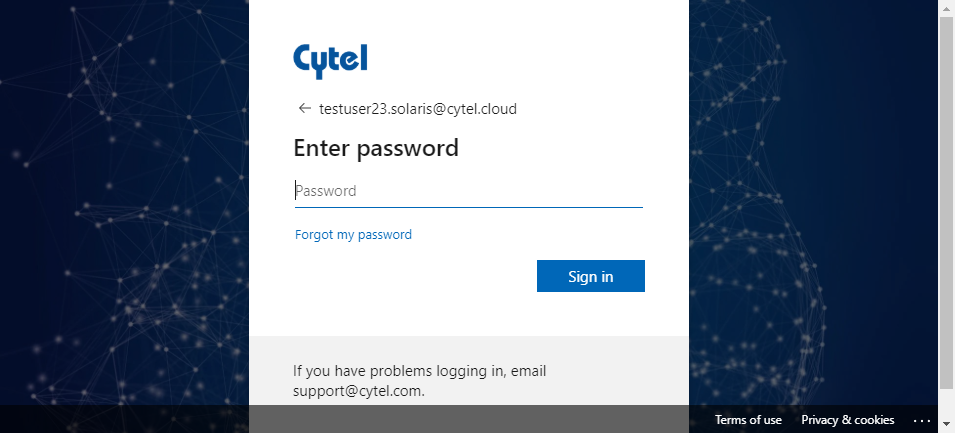 Cytel
testuser23.solaris@cytel.cloud
Enter password
Password
Forgot my password
Sign in
If you have problems logging in, email
support@cytel.com.
Terms of use
Privacy & cookies
...